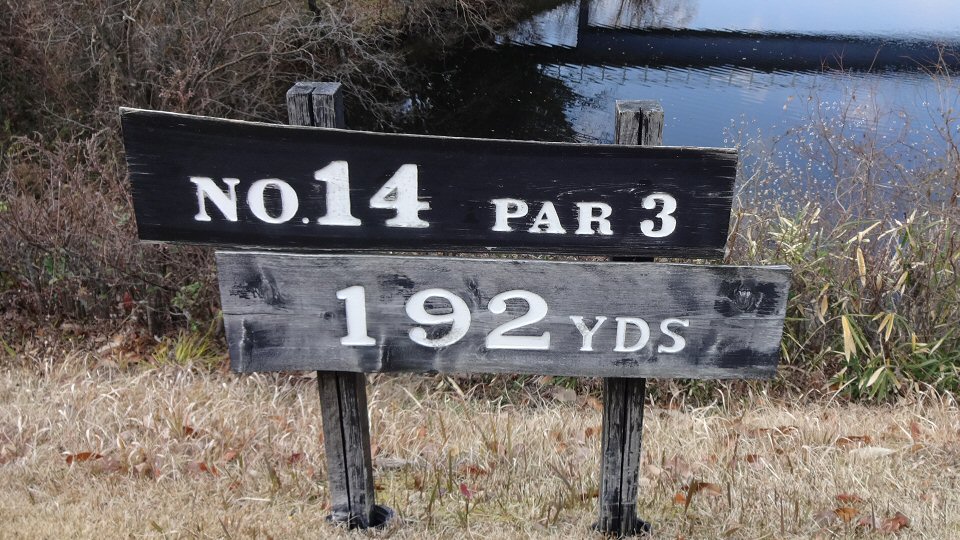 NO. 14 PAR 3
192 YDS